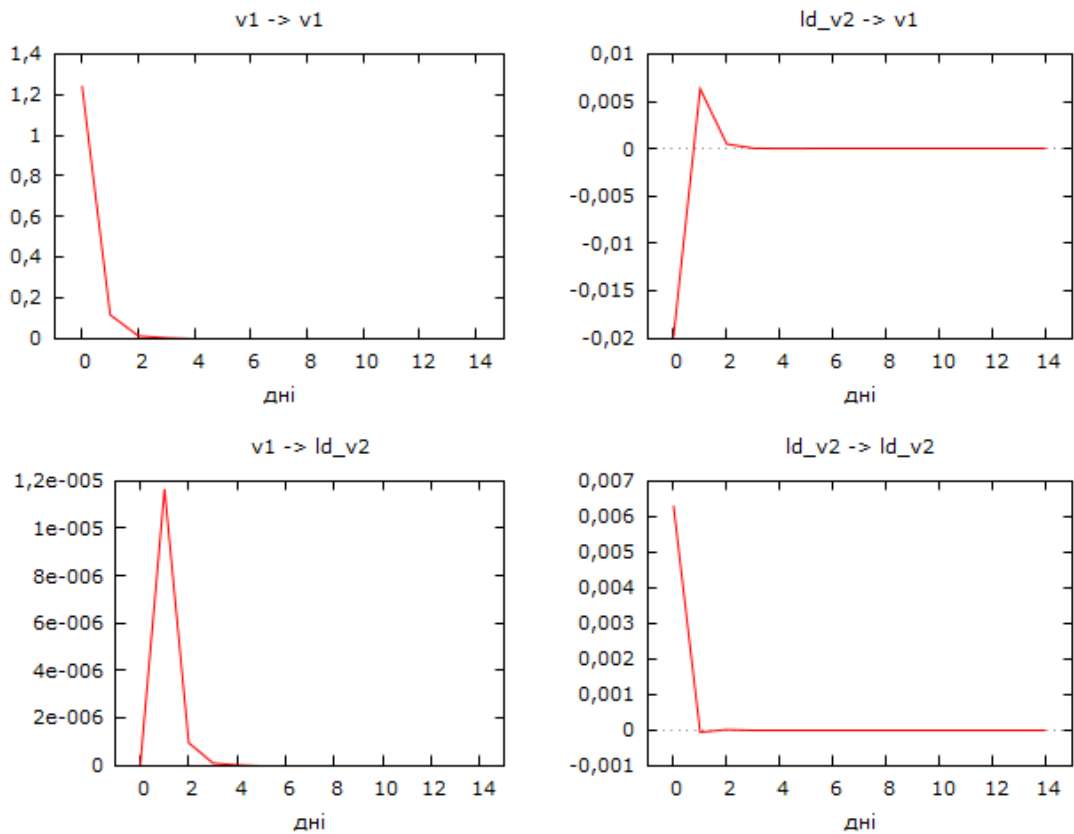 v1 -> v1
1,4
1,2
1
0,8
0,6
0,4
0,2
0
0 2 4 6 8 10 12 14
дні
ld_v2 -> v1
0,01
0,005
0
-0,005
-0,01
-0,015
-0,02
0 2 4 6 8 10 12 14
дні
v1 -> ld_v2
1,2e-005
1e-005
8e-006
6e-006
4e-006
2e-006
0
0 2 4 6 8 10 12 14
дні
ld_v2 -> ld_v2
0,007
0,006
0,005
0,004
0,003
0,002
0,001
0
-0,001
0 2 4 6 8 10 12 14
дні